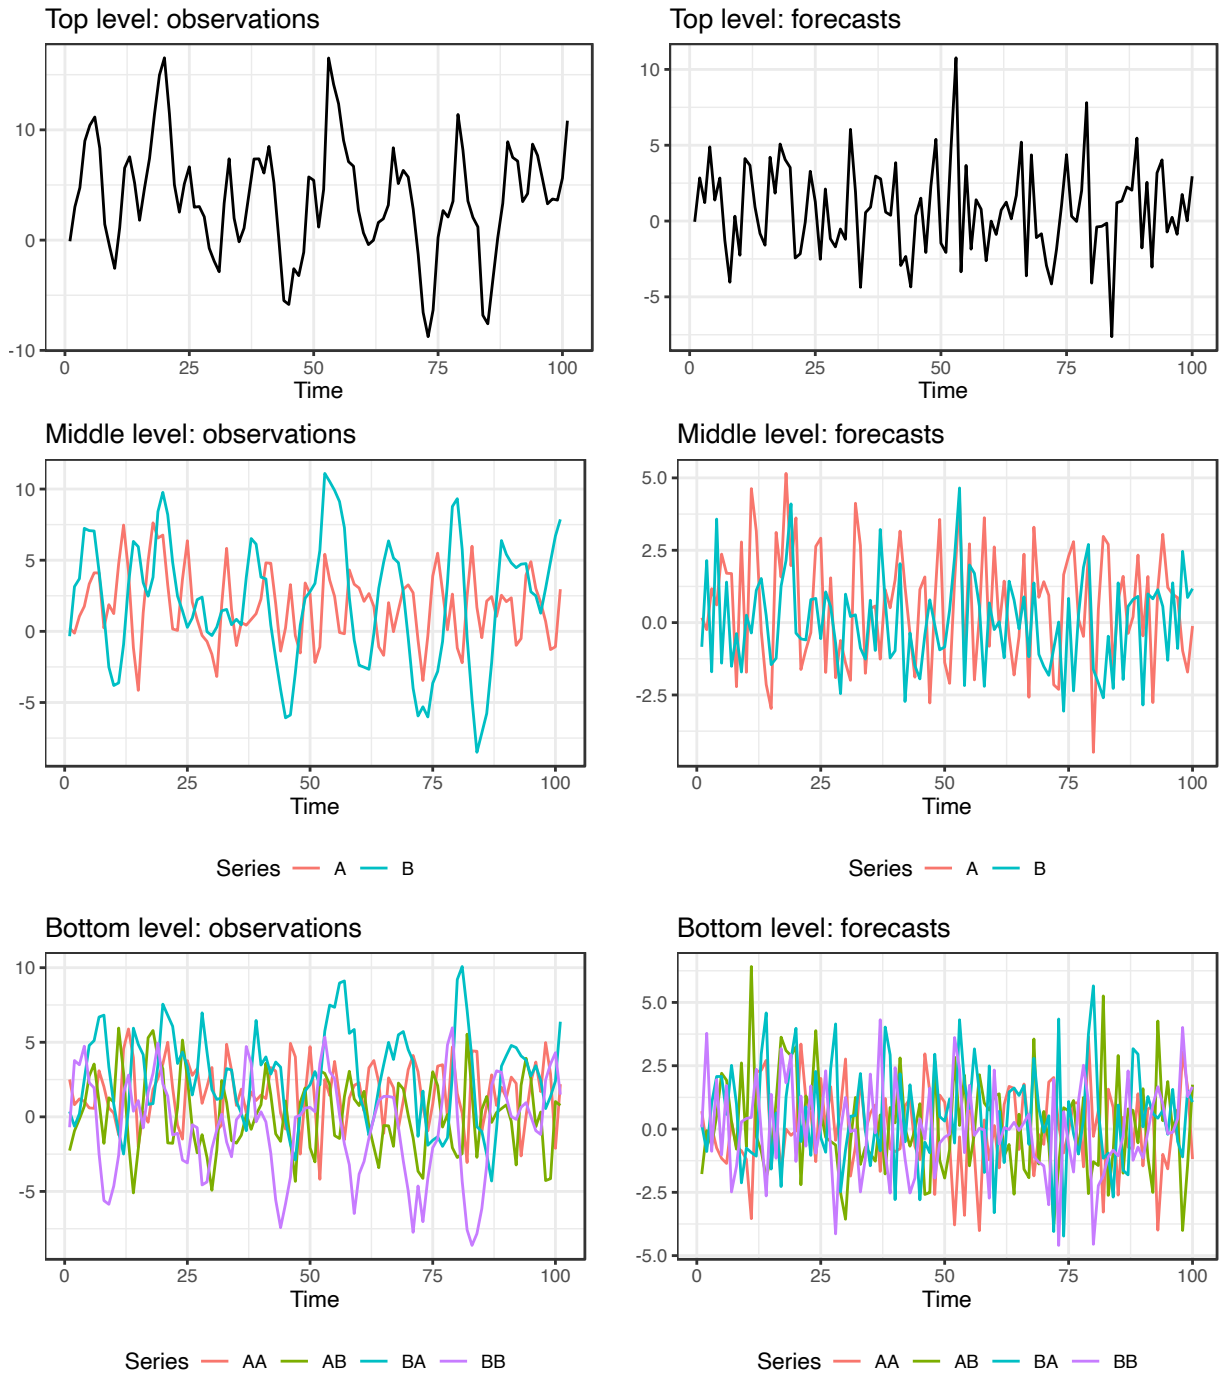 Top level: observations
10
0
-10
0 25 50 75 100
Time
Top level: forecasts
10
5
0
-5
0 25 50 75 100
Time
Middle level: observations
10
5
0
-5
0 25 50 75 100
Time
Series A B
Middle level: forecasts
5.0
2.5
0.0
-2.5
0 25 50 75 100
Time
Series A B
Bottom level: observations
10
5
0
-5
0 25 50 75 100
Time
Series AA AB BA BB
Bottom level: forecasts
5.0
2.5
0.0
-2.5
-5.0
0 25 50 75 100
Time
Series AA AB BA BB